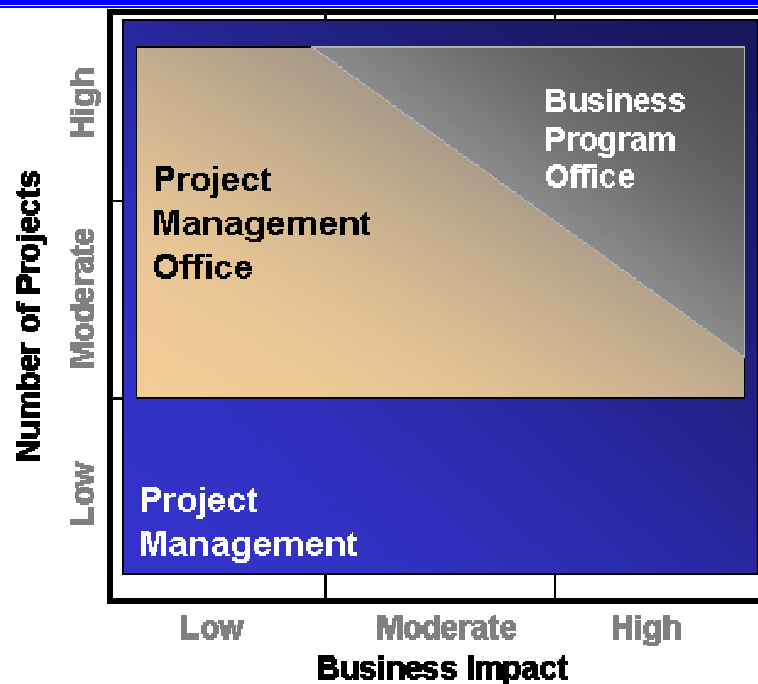 Number of Projects
High
Moderate
Low
Business
Program
Office
Project
Management
Office
Project
Management
Low
Moderate
High
Business Impact